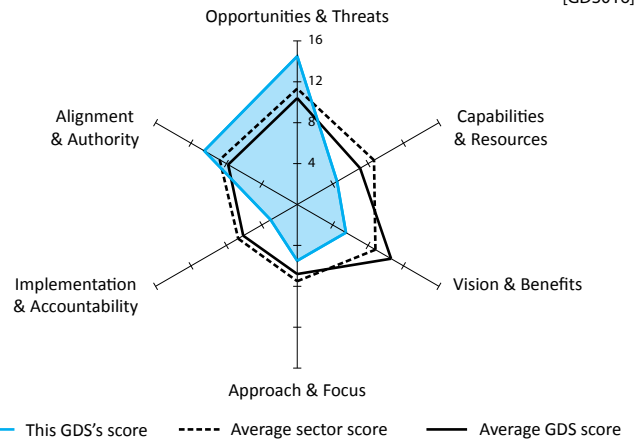 Opportunities & Threats
16
12
8
4
Capabilities
& Resources
Vision & Benefits
Approach & Focus
Implementation
& Accountability
Alignment
& Authority
This GDS's score
Average sector score
Average GDS score